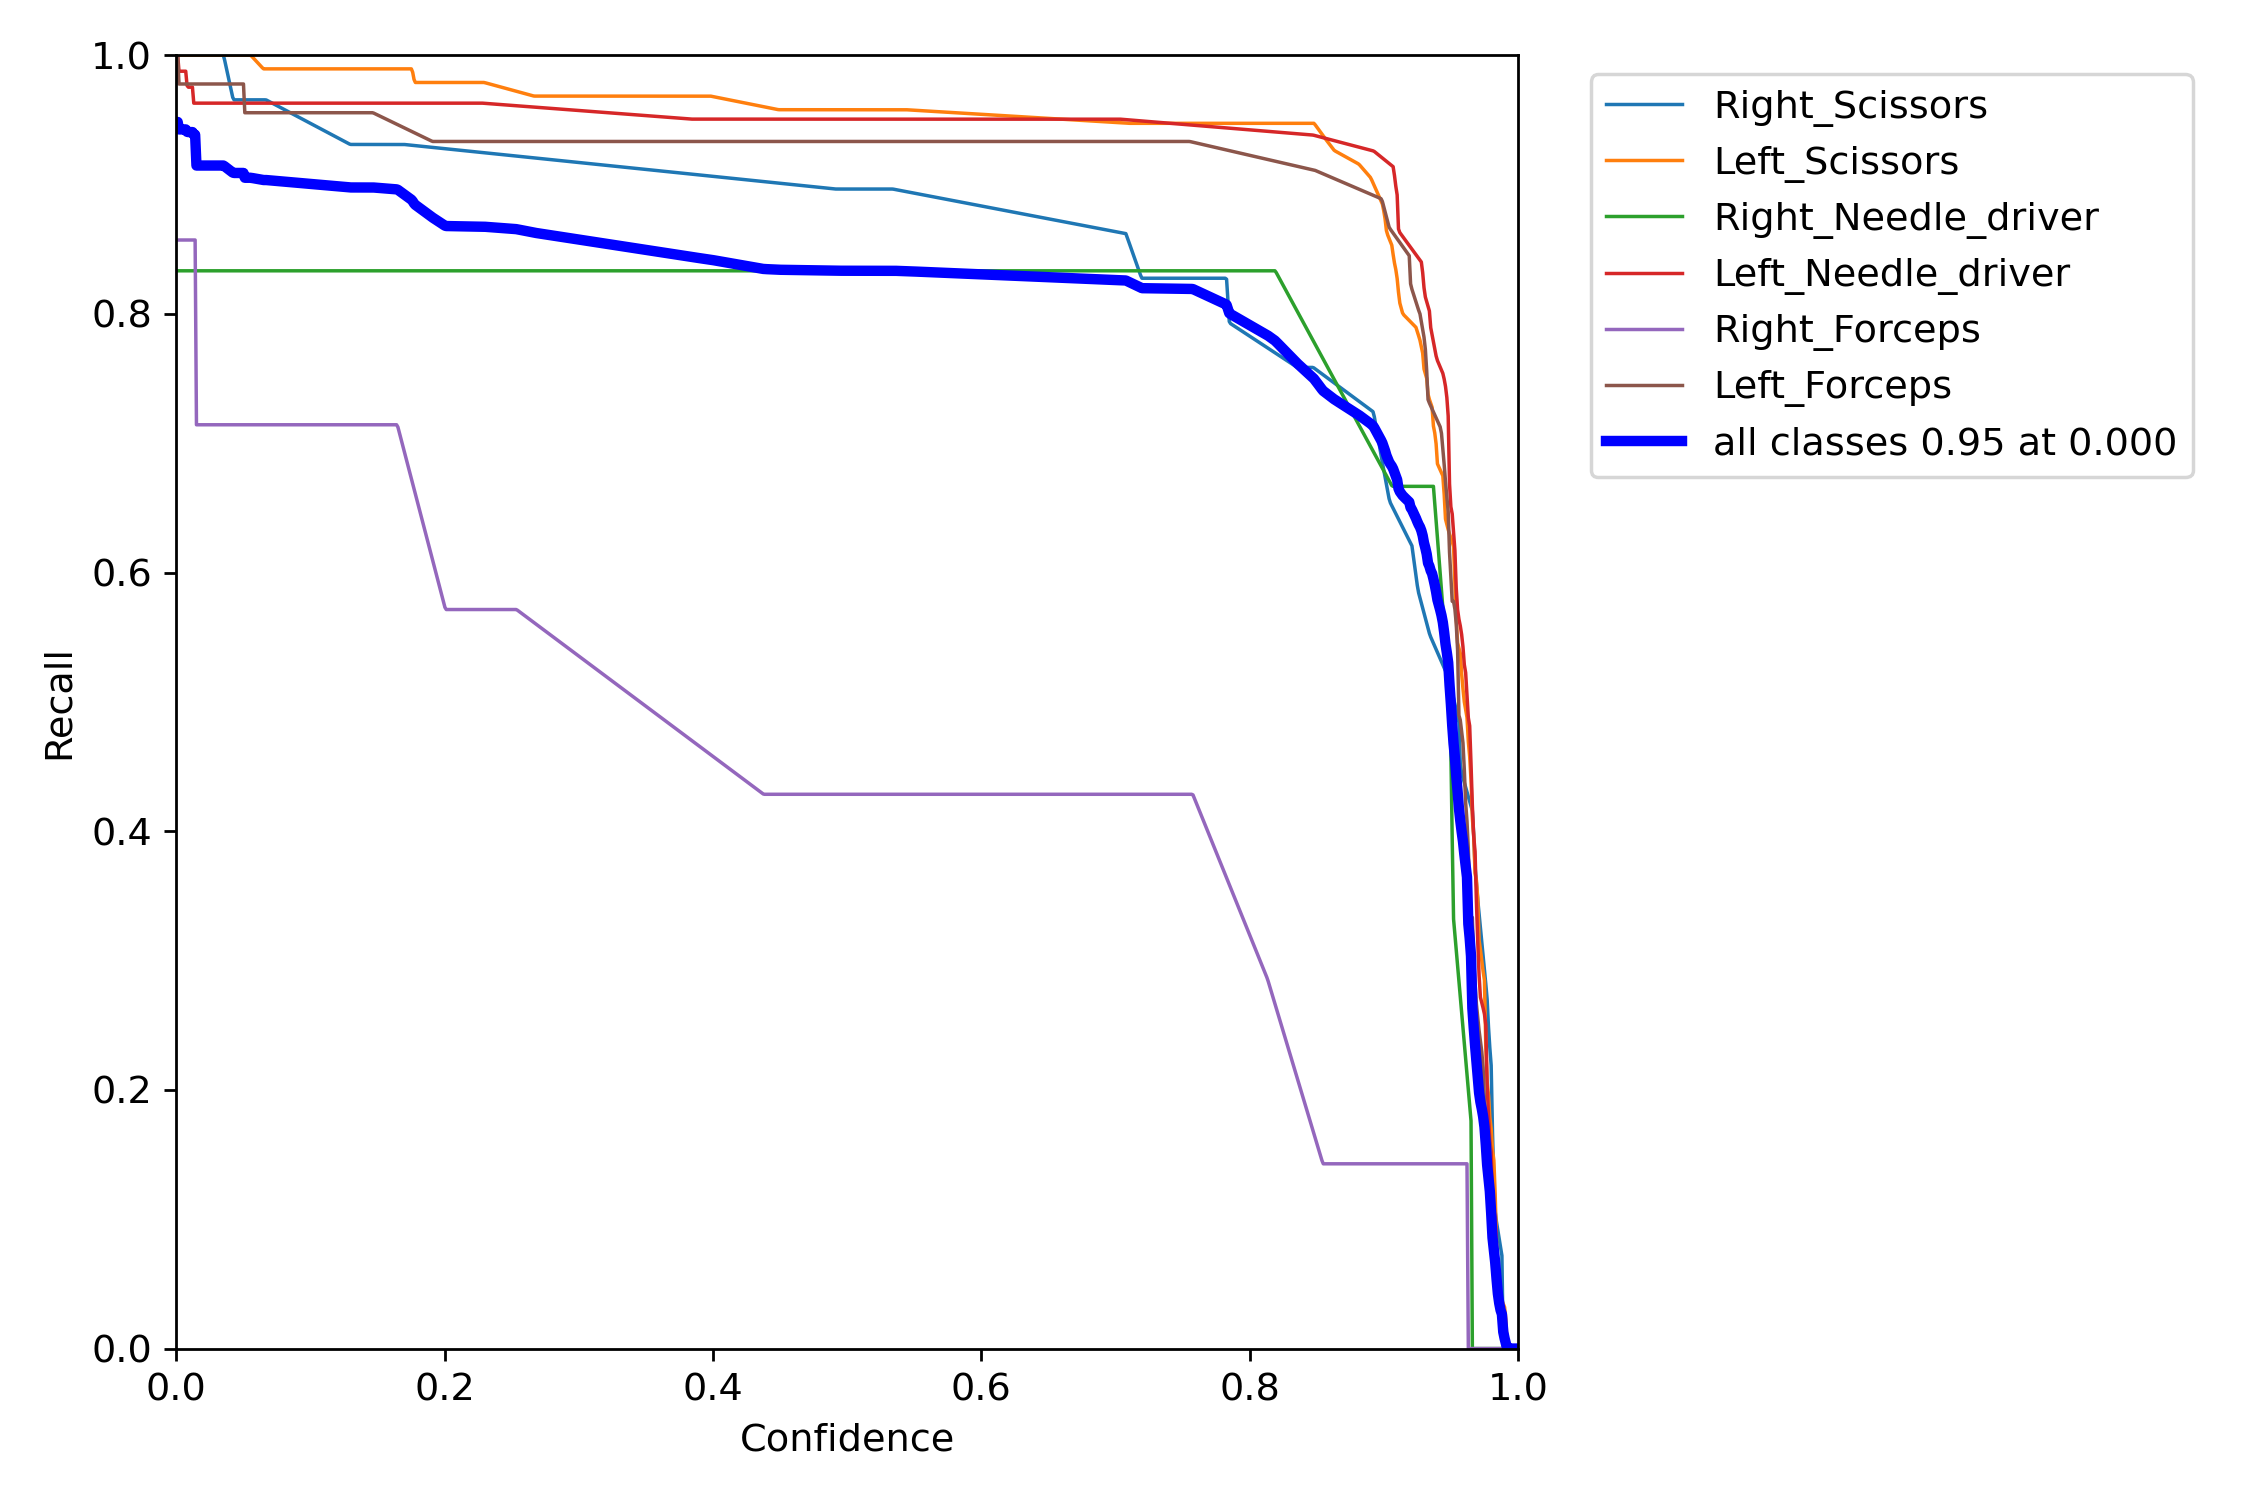 1.0
0.8
0.6
0.4
0.2
0.0
Recall
0.0 0.2 0.4 0.6 0.8 1.0
Confidence
Right_Scissors
Left_Scissors
Right_Needle_driver
Left_Needle_driver
Right_Forceps
Left_Forceps
all classes 0.95 at 0.000